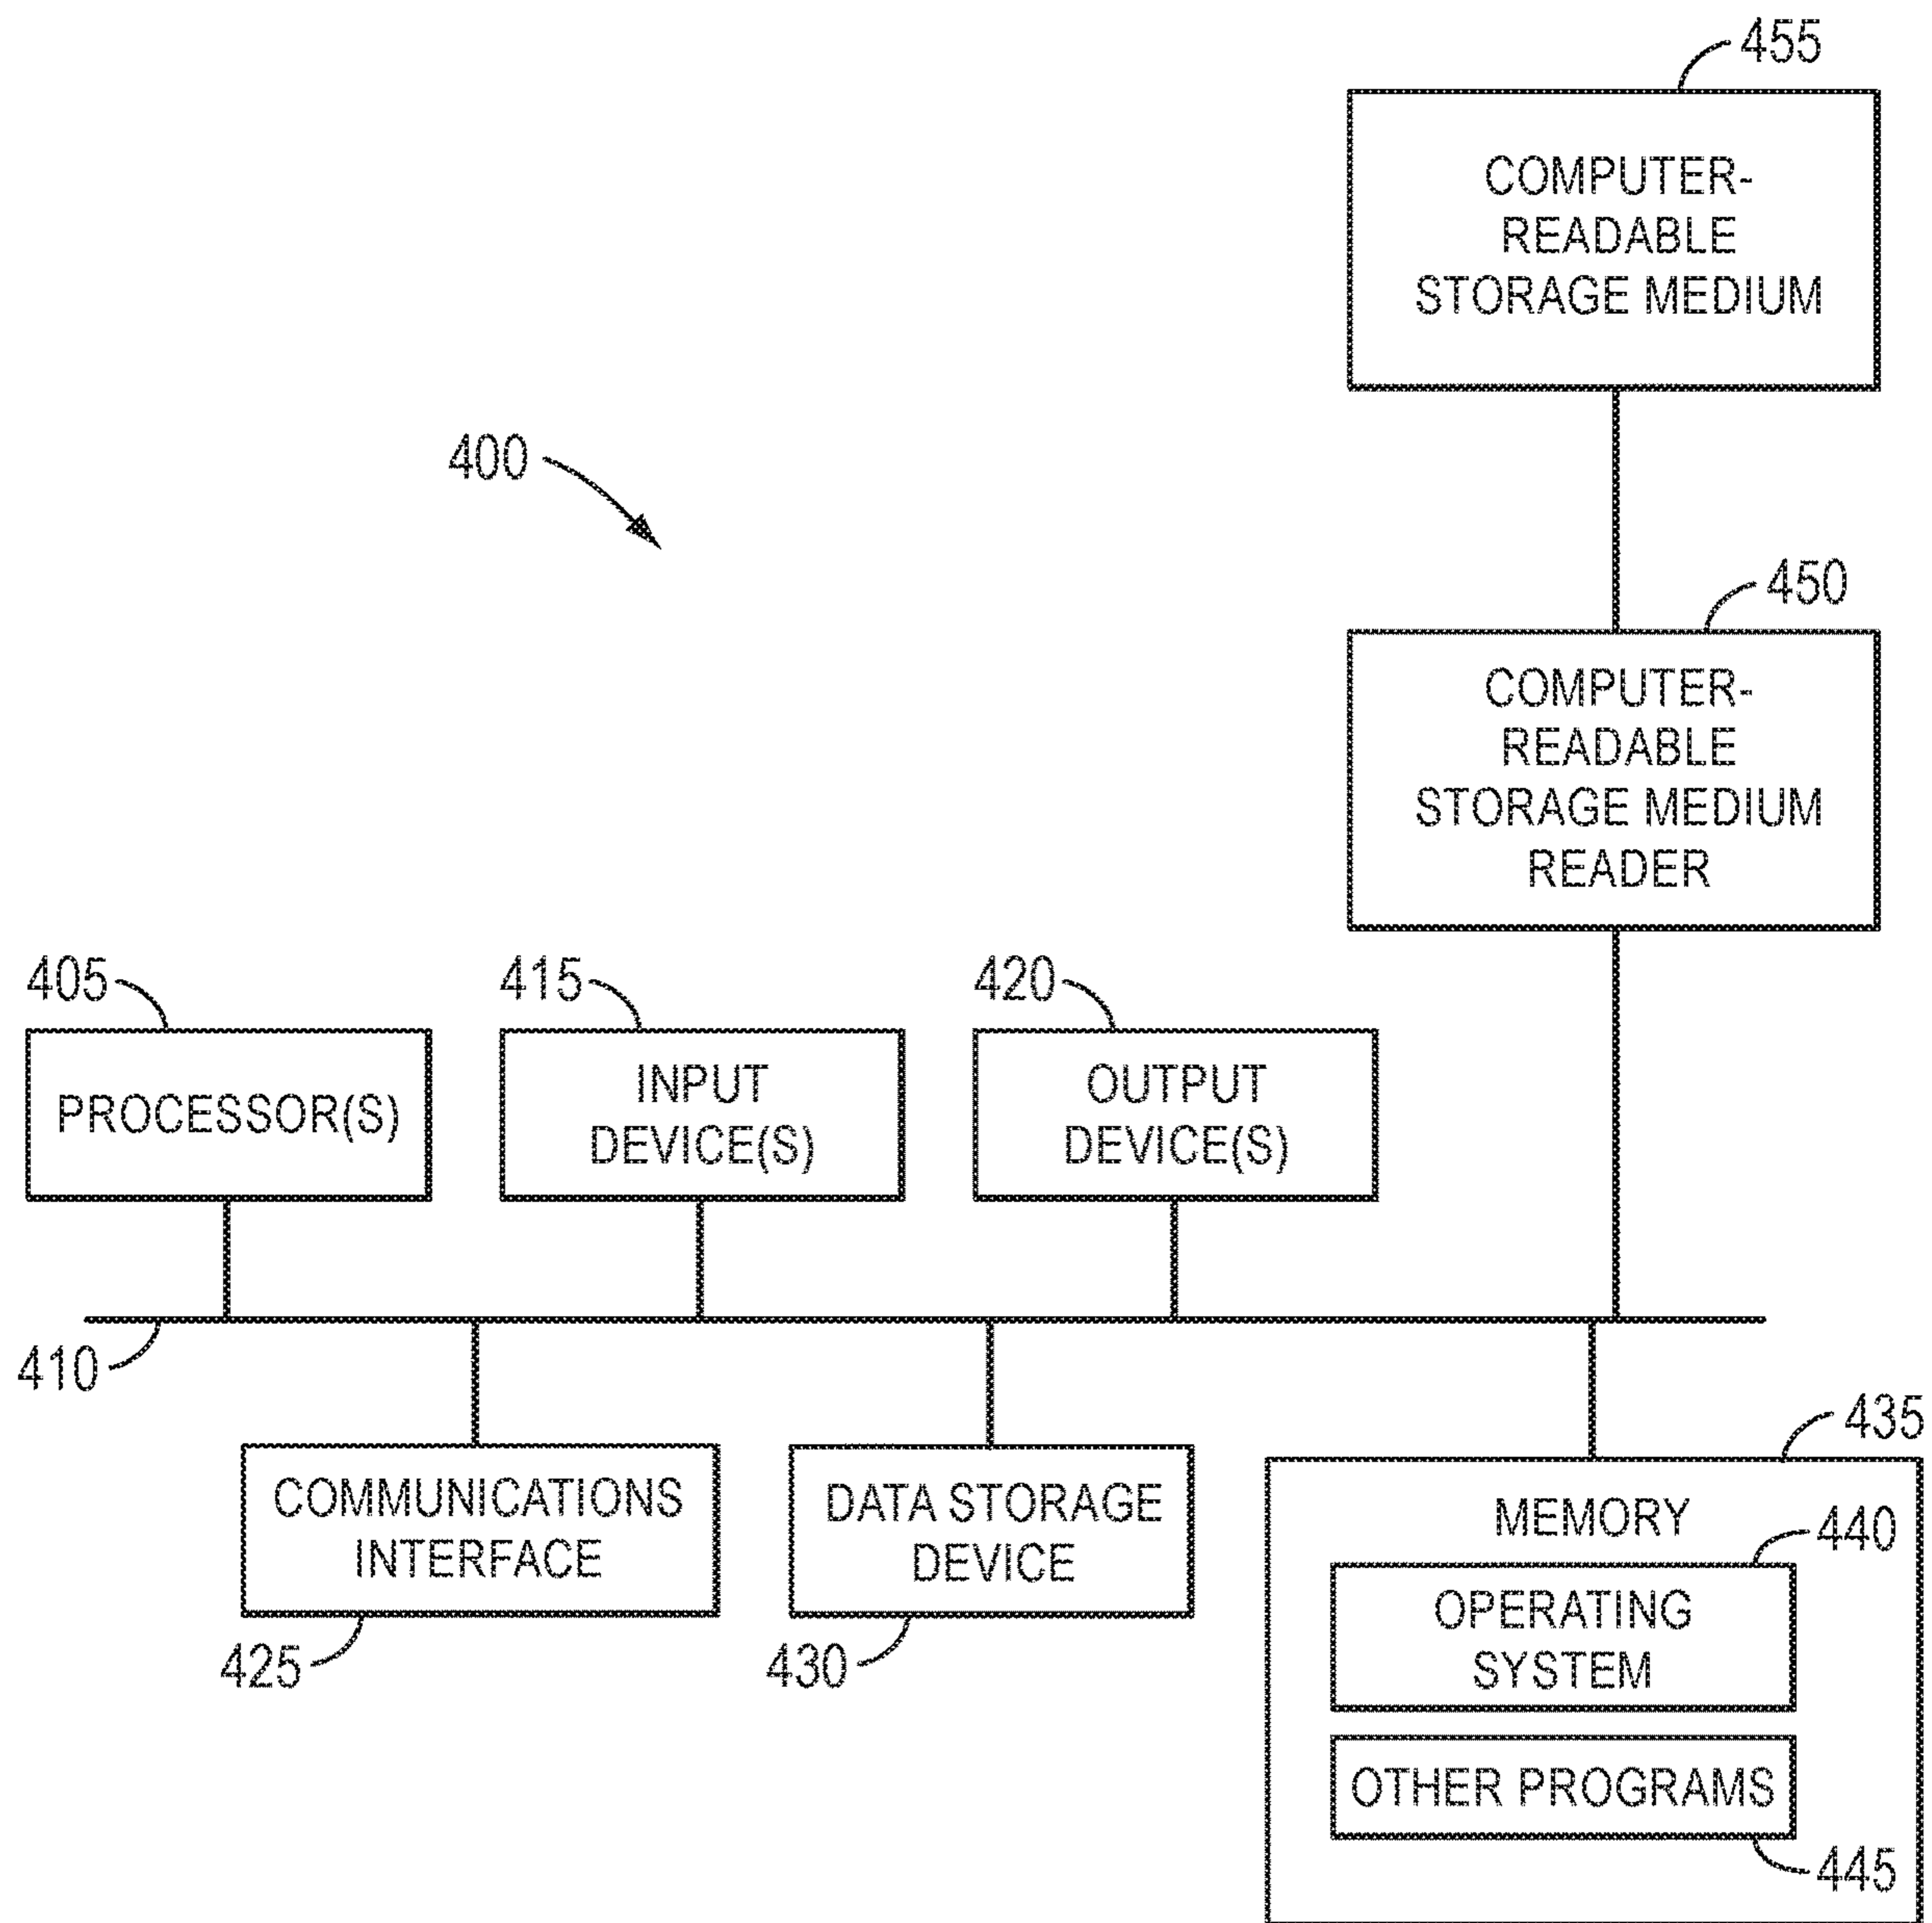 455
COMPUTER-
READABLE
STORAGE MEDIUM
400
450
COMPUTER-
READABLE
STORAGE MEDIUM
READER
405
PROCESSOR(S)
415
INPUT
DEVICE(S)
420
OUTPUT
DEVICE(S)
410
COMMUNICATIONS
INTERFACE
425
DATA STORAGE
DEVICE
430
435
MEMORY
440
OPERATING
SYSTEM
OTHER PROGRAMS
445